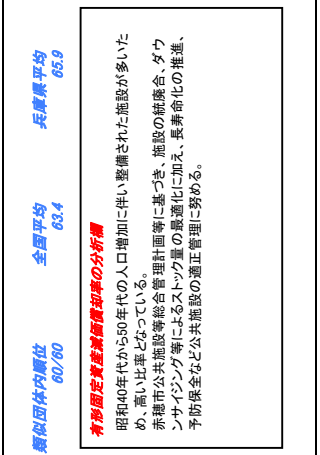 類似団体内順位 全国平均 兵庫県平均
60/60 63.4 65.9
有形固定資産減価償却率の分析欄
昭和40年代から50年代の人口増加に伴い整備された施設が多いた
め、高い比率となっている。
赤穂市公共施設等総合管理計画等に基づき、施設の統廃合、ダウ
ンサイジング等によるストック量の最適化に加え、長寿命化の推進、
予防保全など公共施設の適正管理に努める。